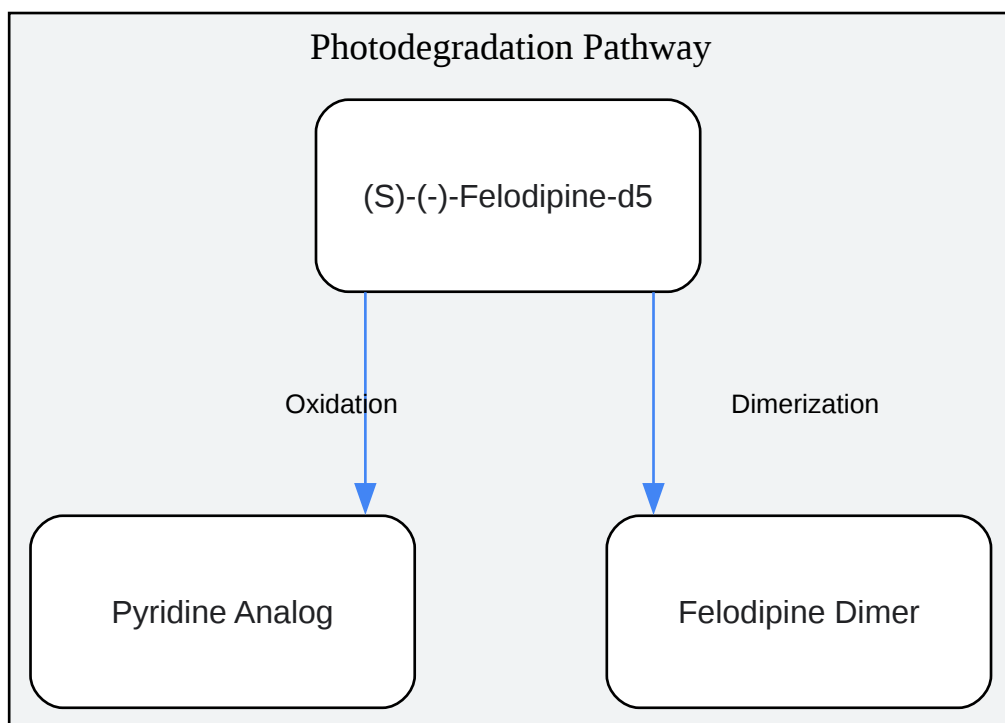 Photodegradation Pathway
(S)-(-)-Felodipine-d5
Oxidation
Dimerization
Pyridine Analog
Felodipine Dimer